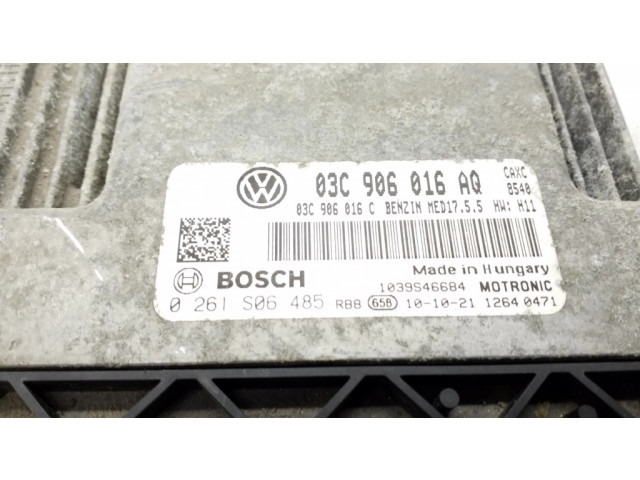 03C 906 016 AQ CAXC 8540
03C 906 016 C BENZIN MED17.5.5 HW: H11
Made in Hungary
BOSCH 1039S46684 MOTRONIC
0 261 S06 485 RBB 658 10-10-21 1264 0471